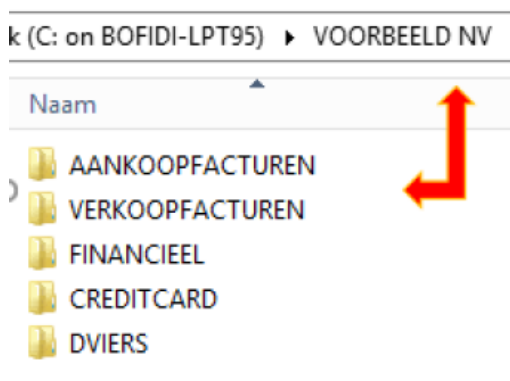 k (C: on BOFIDI-LPT95) ▸ VOORBEELD NV
Naam
AANKOOPFACTUREN
VERKOOPFACTUREN
FINANCIEEL
CREDITCARD
DVIERS